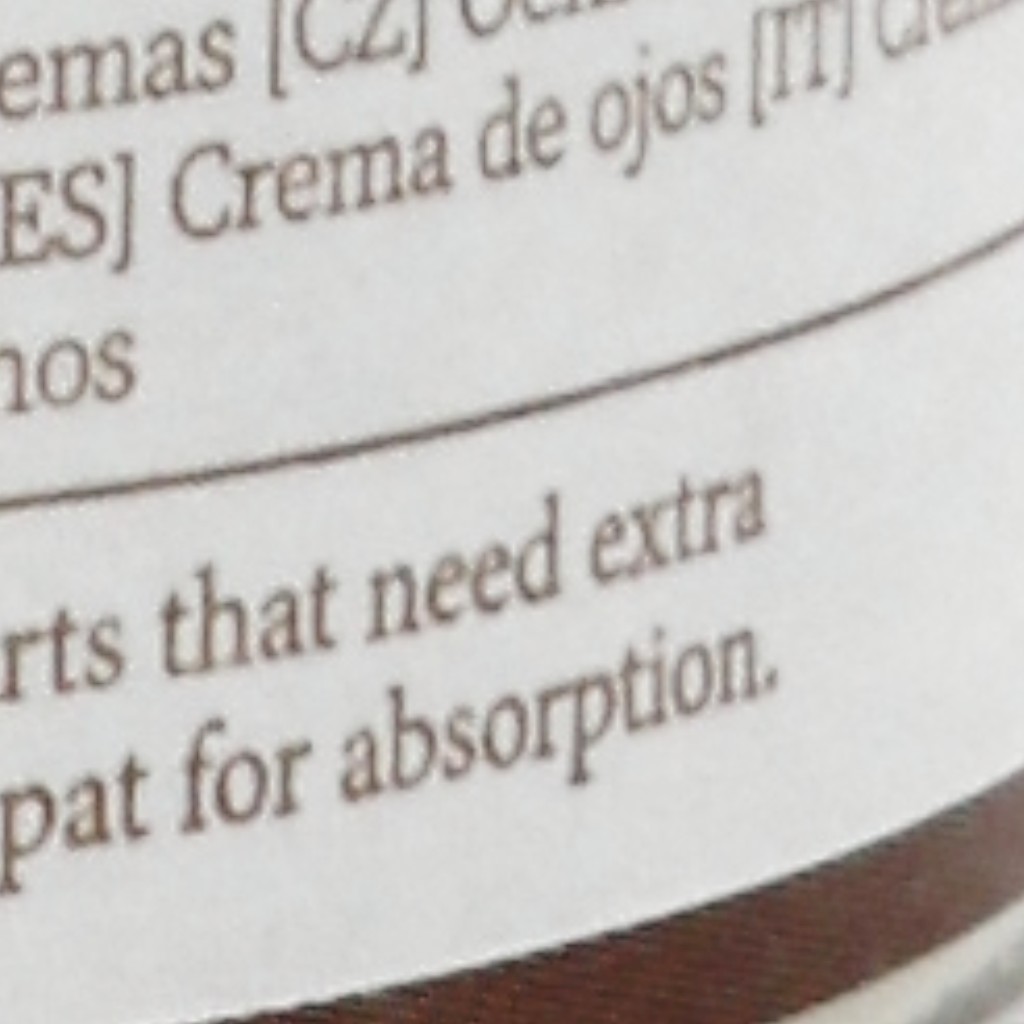 emas [CZ]
ES] Crema de ojos [IT]
nos
rts that need extra
pat for absorption.